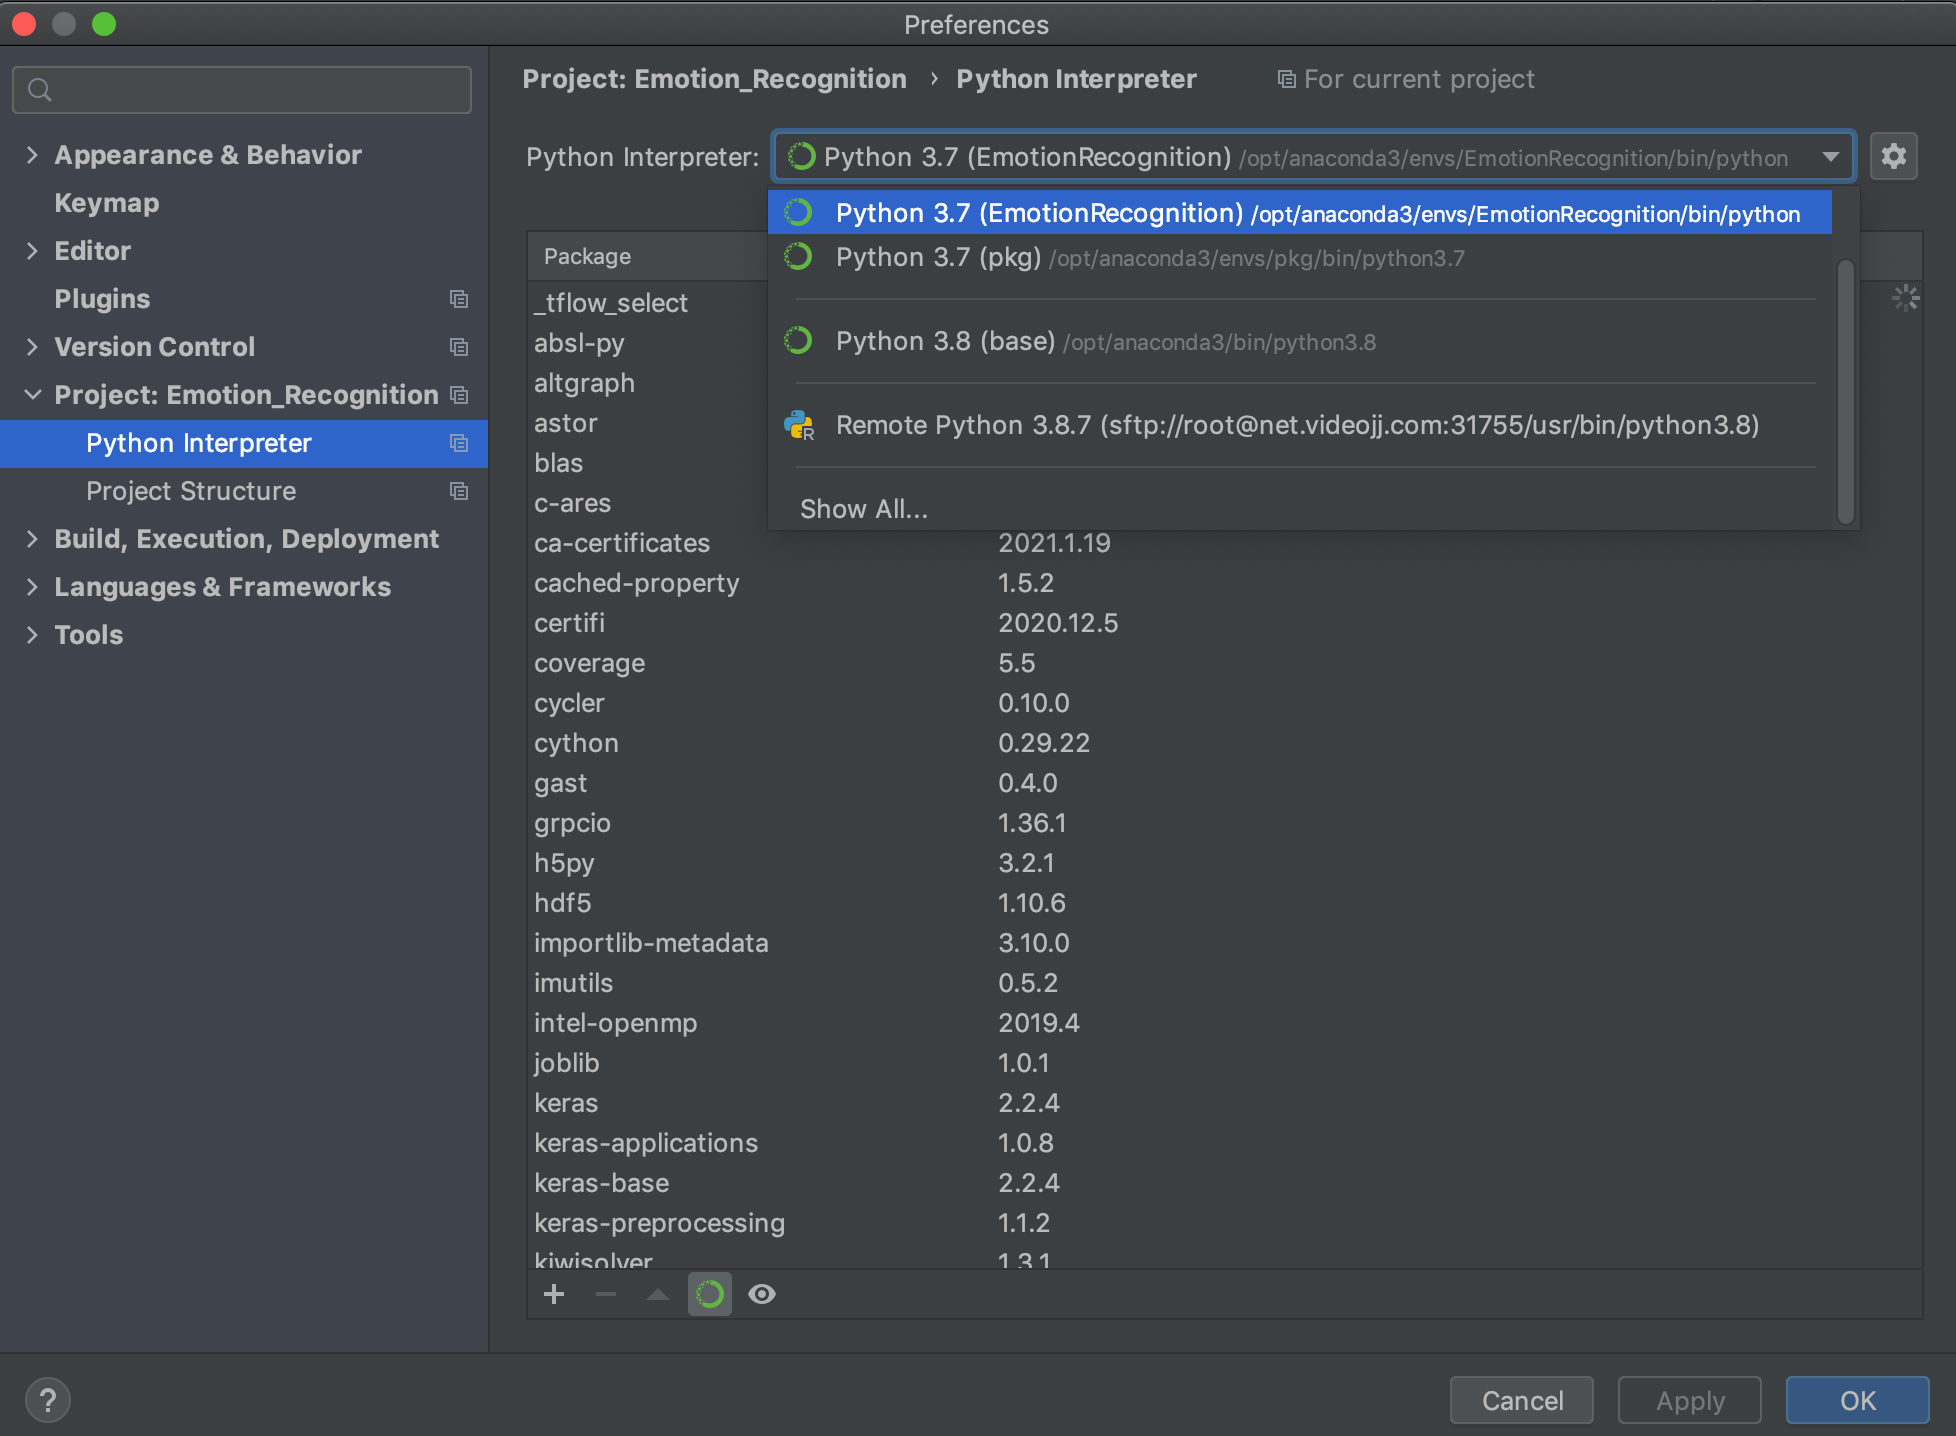 Preferences
Project: Emotion_Recognition › Python Interpreter For current project
Python Interpreter: Python 3.7 (EmotionRecognition) /opt/anaconda3/envs/EmotionRecognition/bin/python
Python 3.7 (EmotionRecognition) /opt/anaconda3/envs/EmotionRecognition/bin/python
Python 3.7 (pkg) /opt/anaconda3/envs/pkg/bin/python3.7
Python 3.8 (base) /opt/anaconda3/bin/python3.8
Remote Python 3.8.7 (sftp://root@net.videojj.com:31755/usr/bin/python3.8)
Show All...
Appearance & Behavior
Keymap
Editor
Plugins
Version Control
Project: Emotion_Recognition
Python Interpreter
Project Structure
Build, Execution, Deployment
Languages & Frameworks
Tools
Package
_tflow_select
absl-py
altgraph
astor
blas
c-ares
ca-certificates 2021.1.19
cached-property 1.5.2
certifi 2020.12.5
coverage 5.5
cycler 0.10.0
cython 0.29.22
gast 0.4.0
grpcio 1.36.1
h5py 3.2.1
hdf5 1.10.6
importlib-metadata 3.10.0
imutils 0.5.2
intel-openmp 2019.4
joblib 1.0.1
keras 2.2.4
keras-applications 1.0.8
keras-base 2.2.4
keras-preprocessing 1.1.2
kiwisolver 1.3.1
?
Cancel Apply OK